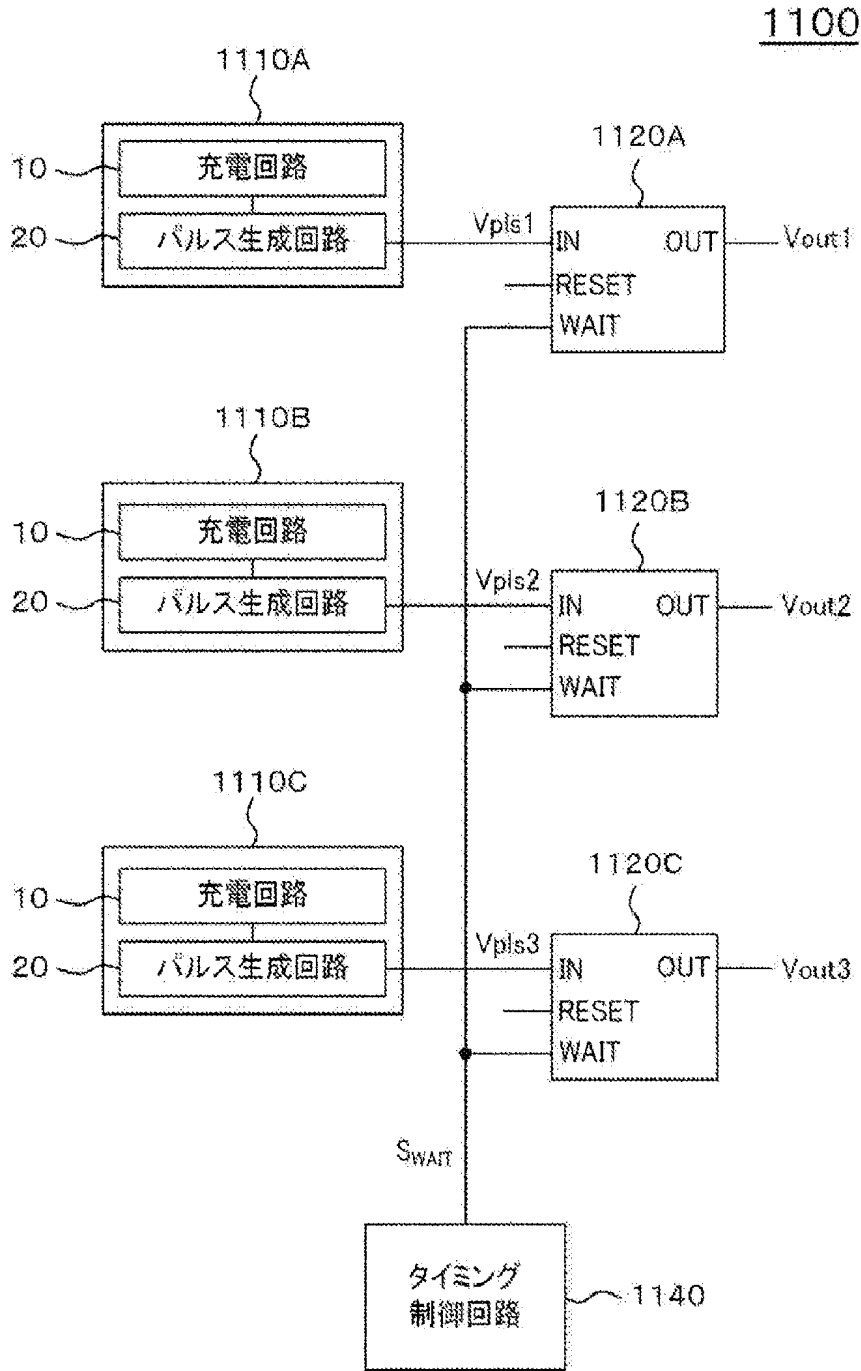 1100
1110A
10
充電回路
20
パルス生成回路
1120A
Vpls1
IN
OUT
Vout1
RESET
WAIT
1110B
10
充電回路
20
パルス生成回路
1120B
Vpls2
IN
OUT
Vout2
RESET
WAIT
1110C
10
充電回路
20
パルス生成回路
1120C
Vpls3
IN
OUT
Vout3
RESET
WAIT
SWAIT
タイミング
制御回路
1140